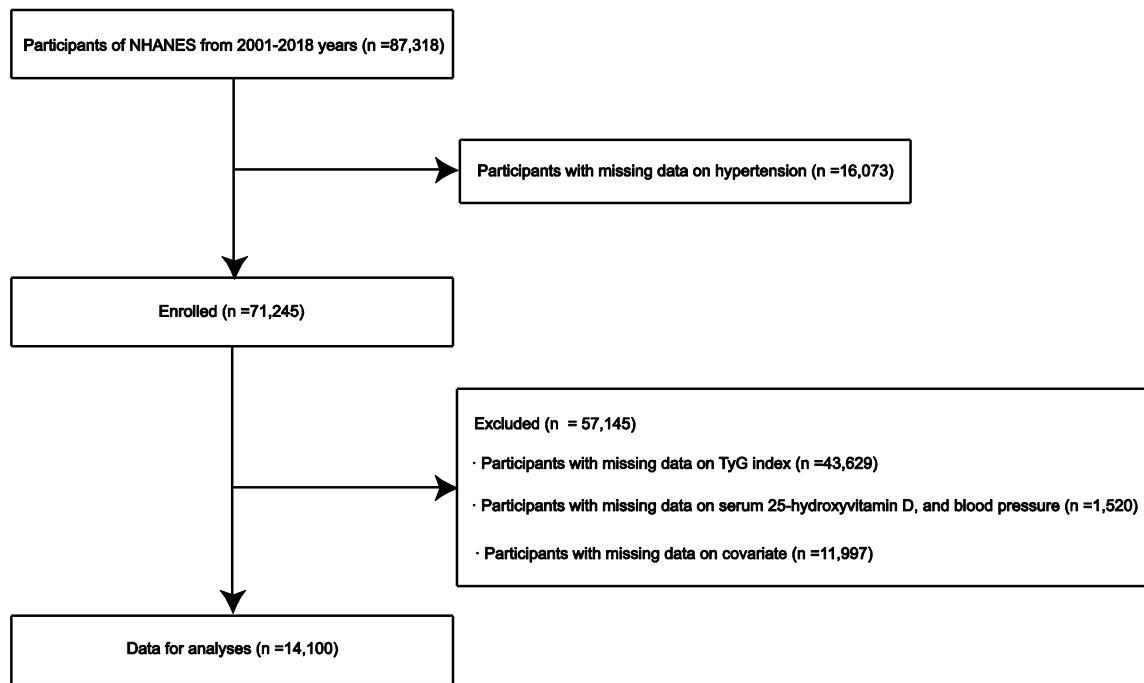 Participants of NHANES from 2001-2018 years (n =87,318)
Participants with missing data on hypertension (n =16,073)
Enrolled (n =71,245)
Excluded (n = 57,145)
· Participants with missing data on TyG index (n =43,629)
· Participants with missing data on serum 25-hydroxyvitamin D, and blood pressure (n =1,520)
· Participants with missing data on covariate (n =11,997)
Data for analyses (n =14,100)